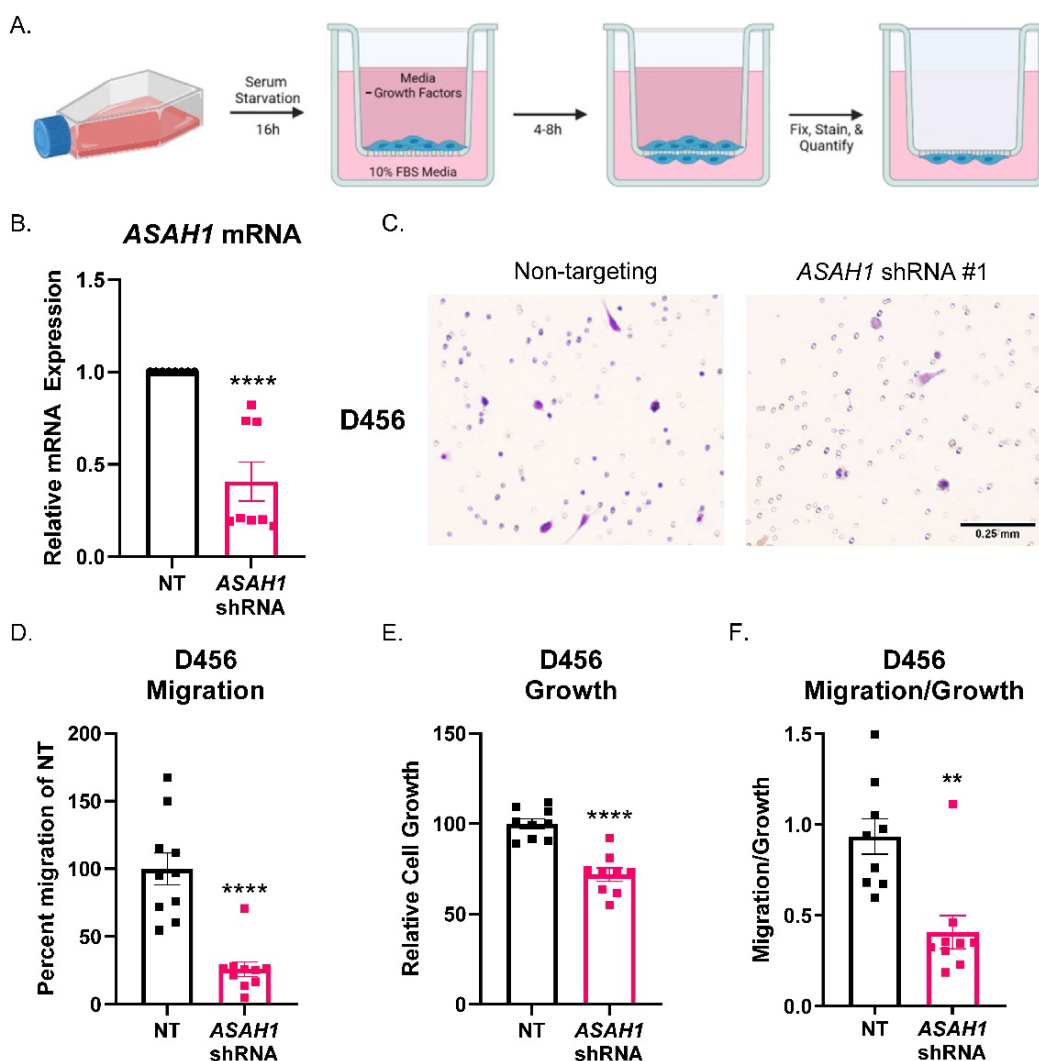 A.
Serum
Starvation
16h
Media
-Growth Factors
10% FBS Media
4-8h
Fix, Stain, &
Quantify
B.
ASAH1 mRNA
Relative mRNA Expression
1.5
1.0
0.5
0.0
****
NT
ASAH1
shRNA
C.
Non-targeting
ASAH1 shRNA #1
D456
0.25 mm
D.
D456
Migration
Percent migration of NT
200
150
100
50
0
****
NT
ASAH1
shRNA
E.
D456
Growth
Relative Cell Growth
150
100
50
0
****
NT
ASAH1
shRNA
F.
D456
Migration/Growth
Migration/Growth
1.5
1.0
0.5
0.0
**
NT
ASAH1
shRNA